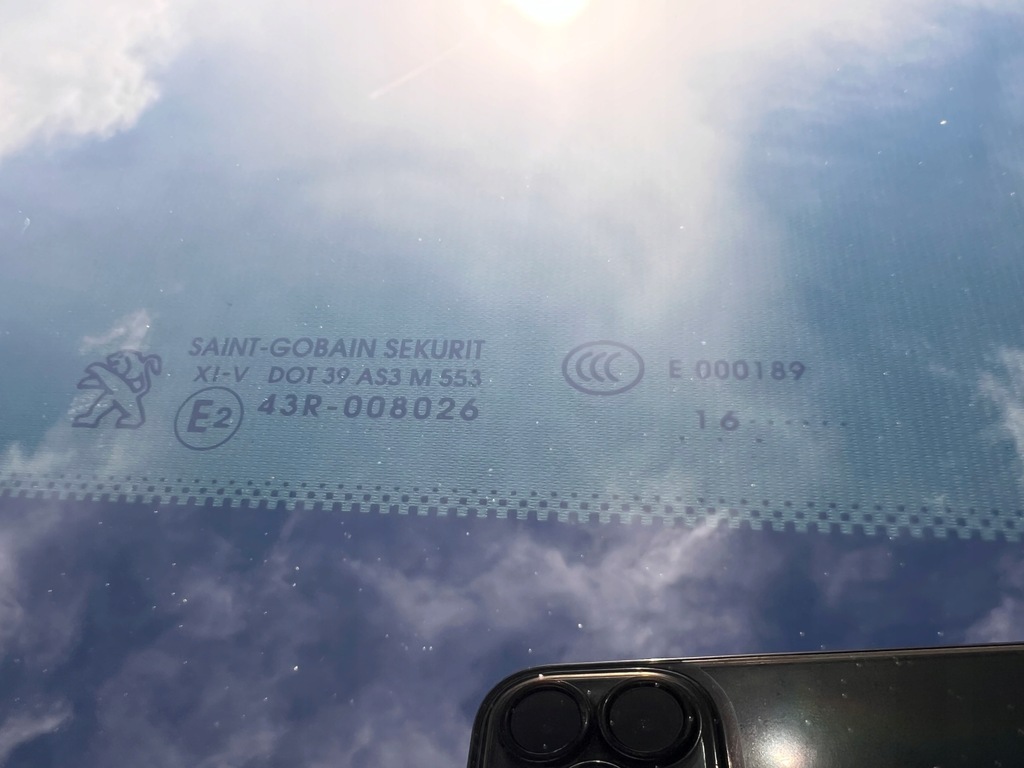 SAINT-GOBAIN SEKURIT
XI-V DOT 39 AS3 M 553
E2 43R-008026
CCC E 000189
16·······